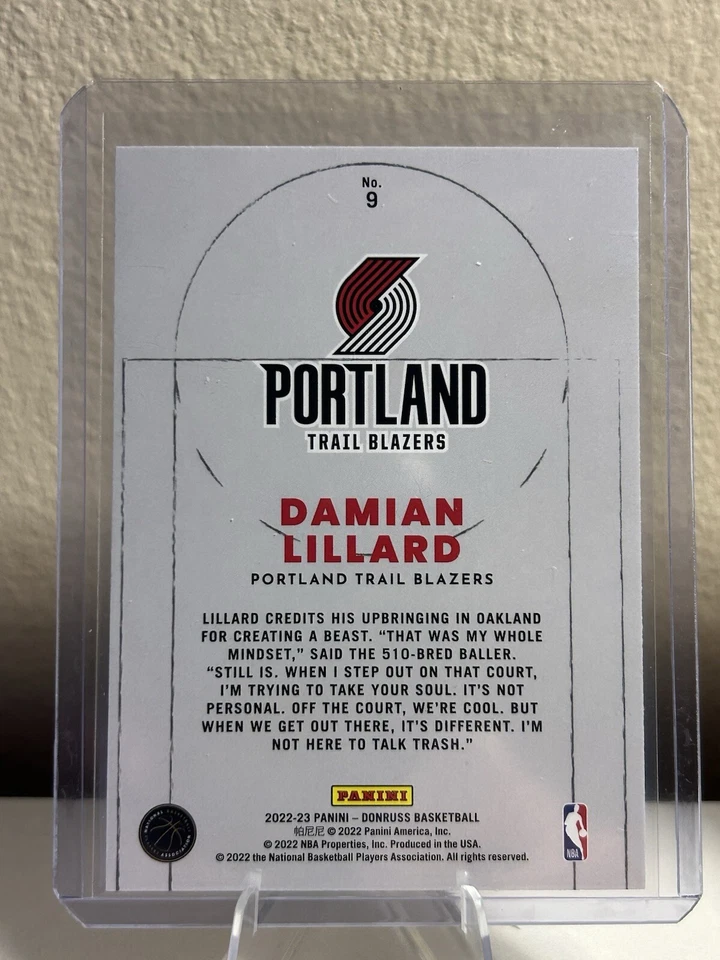 No.
9
PORTLAND
TRAIL BLAZERS
DAMIAN
LILLARD
PORTLAND TRAIL BLAZERS
LILLARD CREDITS HIS UPBRINGING IN OAKLAND
FOR CREATING A BEAST. “THAT WAS MY WHOLE
MINDSET,” SAID THE 510-BRED BALLER.
“STILL IS. WHEN I STEP OUT ON THAT COURT,
I’M TRYING TO TAKE YOUR SOUL. IT’S NOT
PERSONAL. OFF THE COURT, WE’RE COOL. BUT
WHEN WE GET OUT THERE, IT’S DIFFERENT. I’M
NOT HERE TO TALK TRASH.”
PANINI
2022-23 PANINI – DONRUSS BASKETBALL
帕尼尼 © 2022 Panini America, Inc.
© 2022 NBA Properties, Inc. Produced in the USA.
© 2022 the National Basketball Players Association. All rights reserved.
NATIONAL BASKETBALL PLAYERS ASSOCIATION
NBA